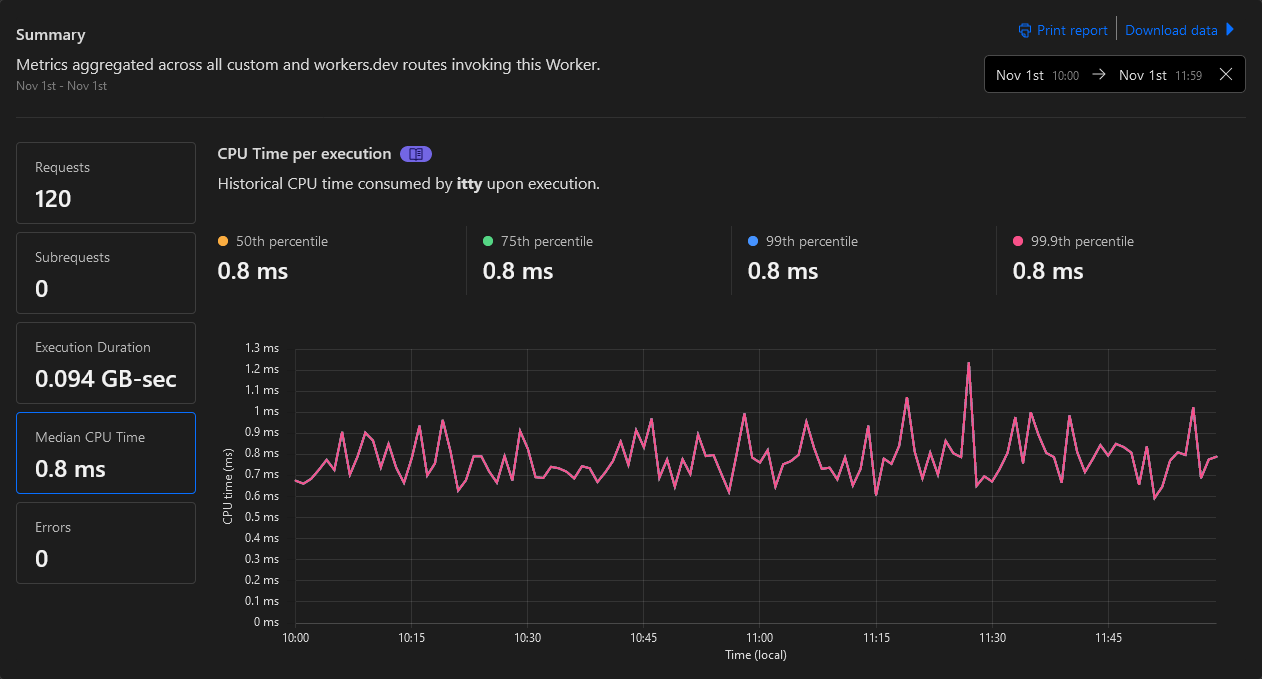 Summary
Print report
Download data
Metrics aggregated across all custom and workers.dev routes invoking this Worker.
Nov 1st - Nov 1st
Nov 1st 10:00 → Nov 1st 11:59
Requests
120
Subrequests
0
Execution Duration
0.094 GB-sec
Median CPU Time
0.8 ms
Errors
0
CPU Time per execution
Historical CPU time consumed by itty upon execution.
50th percentile
0.8 ms
75th percentile
0.8 ms
99th percentile
0.8 ms
99.9th percentile
0.8 ms
CPU time (ms)
1.3 ms
1.2 ms
1.1 ms
1 ms
0.9 ms
0.8 ms
0.7 ms
0.6 ms
0.5 ms
0.4 ms
0.3 ms
0.2 ms
0.1 ms
0 ms
10:00 10:15 10:30 10:45 11:00 11:15 11:30 11:45
Time (local)